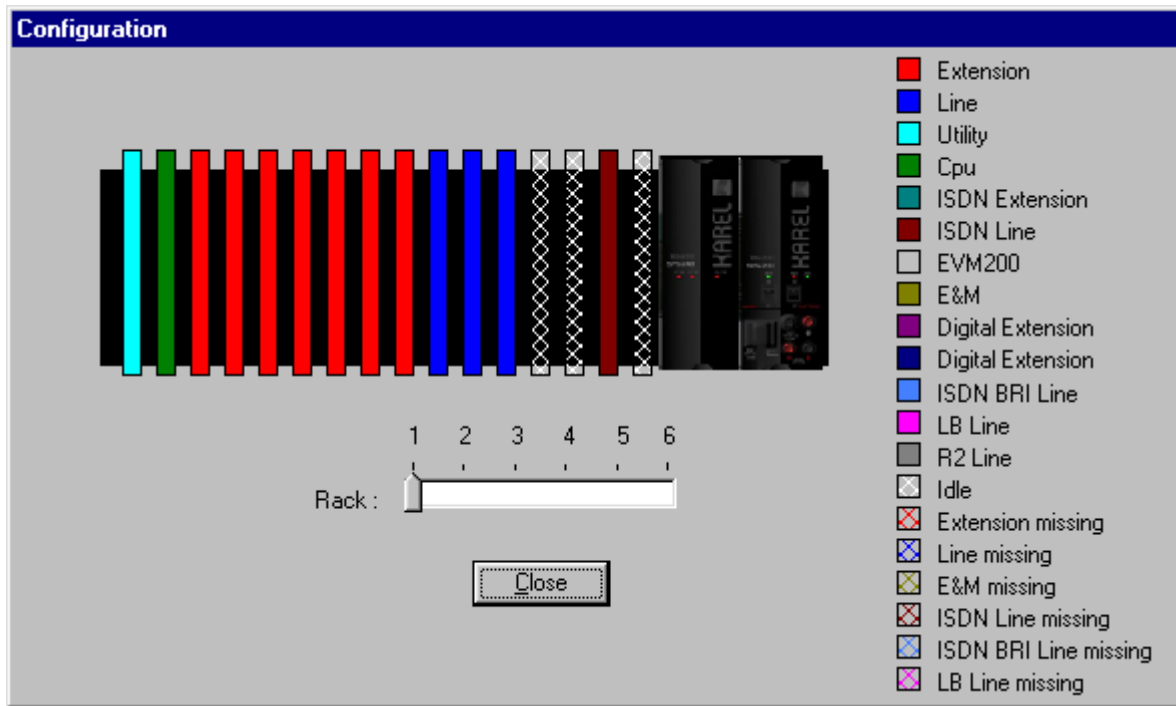 Configuration
Extension
Line
Utility
Cpu
ISDN Extension
ISDN Line
EVM200
E&M
Digital Extension
Digital Extension
ISDN BRI Line
LB Line
R2 Line
Idle
Extension missing
Line missing
E&M missing
ISDN Line missing
ISDN BRI Line missing
LB Line missing
KAREL
KAREL
1 2 3 4 5 6
Rack :
Close